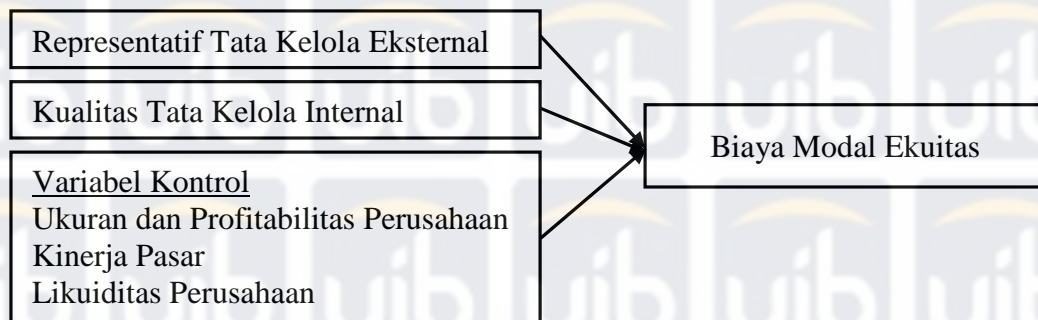 Representatif Tata Kelola Eksternal
Kualitas Tata Kelola Internal
Variabel Kontrol
Ukuran dan Profitabilitas Perusahaan
Kinerja Pasar
Likuiditas Perusahaan
Biaya Modal Ekuitas
uib